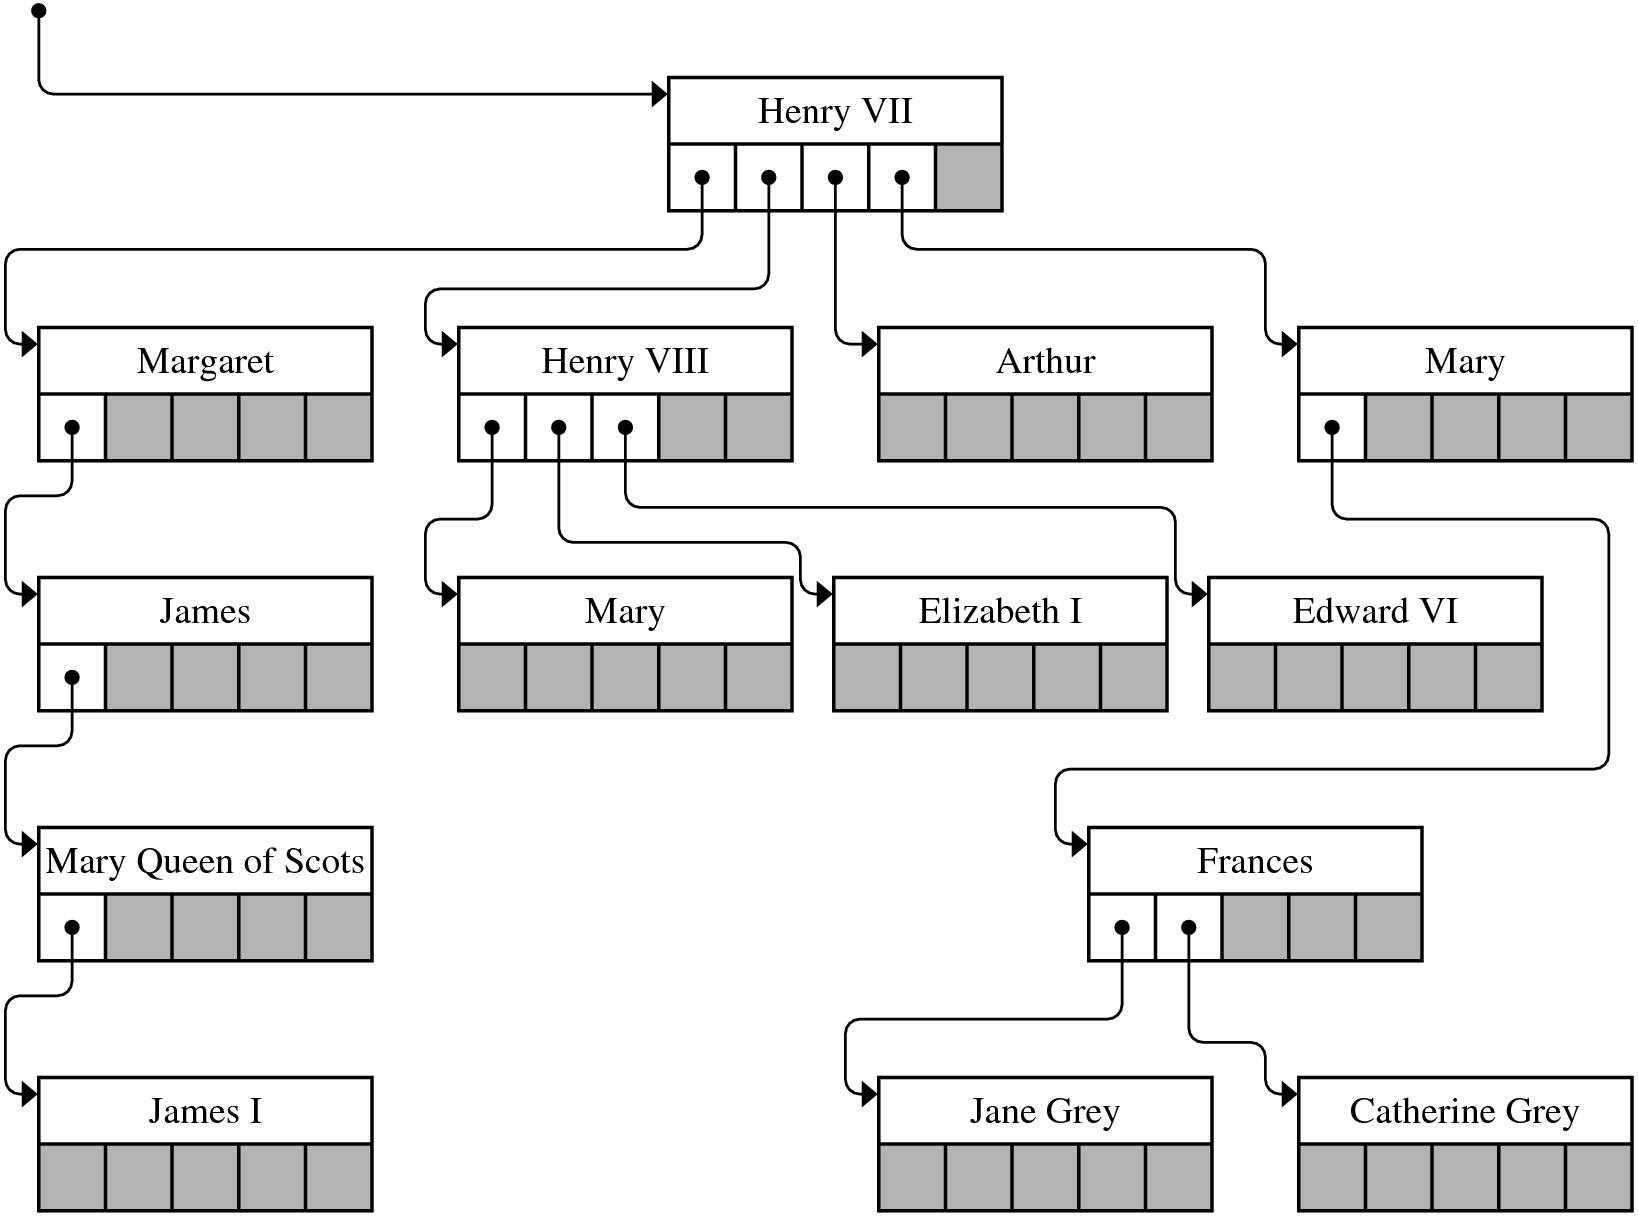 Henry VII
Margaret
Henry VIII
Arthur
Mary
James
Mary
Elizabeth I
Edward VI
Mary Queen of Scots
Frances
James I
Jane Grey
Catherine Grey